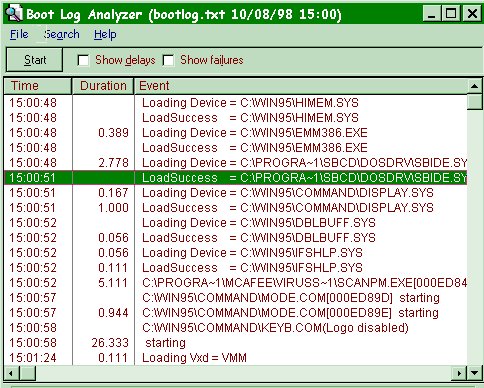 Boot Log Analyzer (bootlog.txt 10/08/98 15:00)
File Search Help
Start Show delays Show failures
Time Duration Event
15:00:48 Loading Device = C:\WIN95\HIMEM.SYS
15:00:48 LoadSuccess = C:\WIN95\HIMEM.SYS
15:00:48 0.389 Loading Device = C:\WIN95\EMM386.EXE
15:00:48 LoadSuccess = C:\WIN95\EMM386.EXE
15:00:48 2.778 Loading Device = C:\PROGRA~1\SBCD\DOSDRV\SBIDE.SY
15:00:51 LoadSuccess = C:\PROGRA~1\SBCD\DOSDRV\SBIDE.SY
15:00:51 0.167 Loading Device = C:\WIN95\COMMAND\DISPLAY.SYS
15:00:51 1.000 LoadSuccess = C:\WIN95\COMMAND\DISPLAY.SYS
15:00:52 Loading Device = C:\WIN95\DBLBUFF.SYS
15:00:52 0.056 LoadSuccess = C:\WIN95\DBLBUFF.SYS
15:00:52 0.056 Loading Device = C:\WIN95\IFSHLP.SYS
15:00:52 0.111 LoadSuccess = C:\WIN95\IFSHLP.SYS
15:00:52 5.111 C:\PROGRA~1\MCAFEE\VIRUSS~1\SCANPM.EXE[000ED84
15:00:57 C:\WIN95\COMMAND\MODE.COM[000ED89D] starting
15:00:57 0.944 C:\WIN95\COMMAND\MODE.COM[000ED89E] starting
15:00:58 C:\WIN95\COMMAND\KEYB.COM(Logo disabled)
15:00:58 26.333 starting
15:01:24 0.111 Loading Vxd = VMM